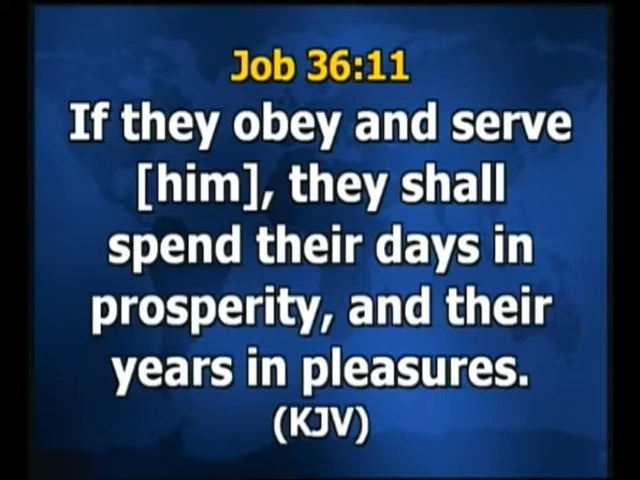 Job 36:11
If they obey and serve
[him], they shall
spend their days in
prosperity, and their
years in pleasures.
(KJV)